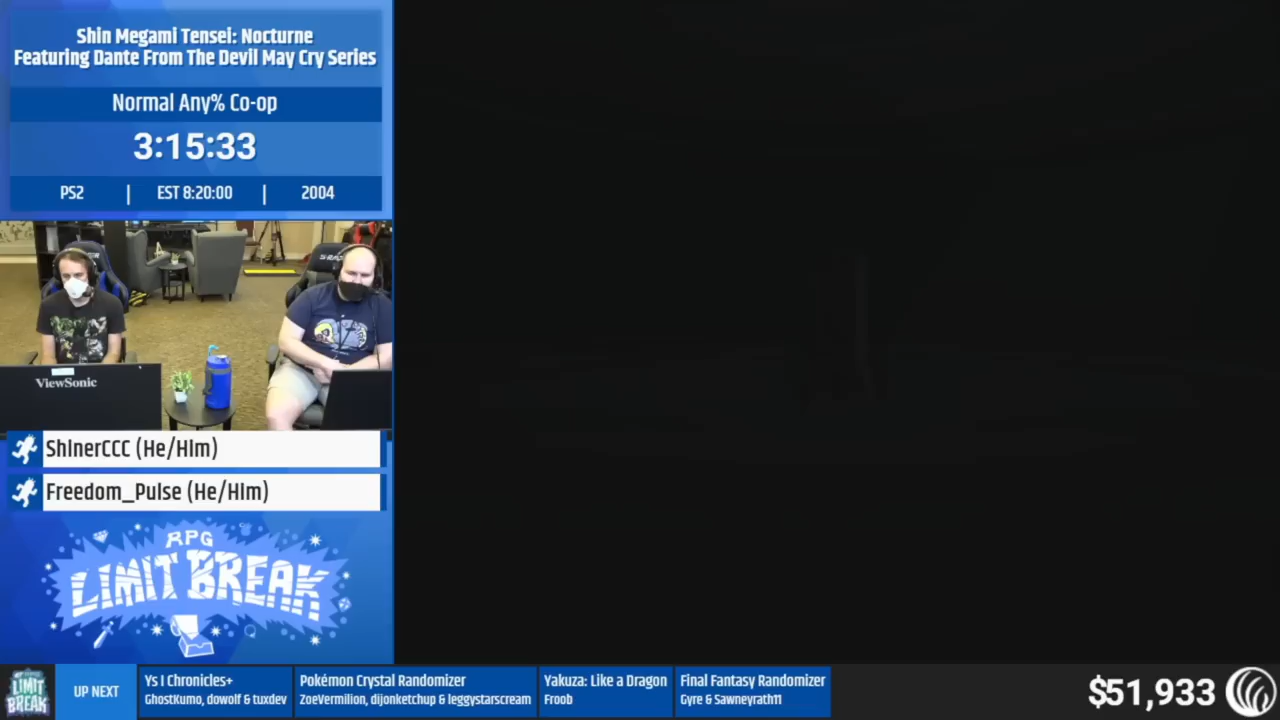 Shin Megami Tensei: Nocturne
Featuring Dante From The Devil May Cry Series
Normal Any% Co-op
3:15:33
PS2 | EST 8:20:00 | 2004
ViewSonic
ShinerCCC (He/Him)
Freedom_Pulse (He/Him)
RPG
LIMIT BREAK
LIMIT
BREAK
UP NEXT
Ys I Chronicles+
GhostKumo, dowolf & tuxdev
Pokémon Crystal Randomizer
ZoeVermilion, dijonketchup & leggystarscream
Yakuza: Like a Dragon
Froob
Final Fantasy Randomizer
Gyre & Sawneyrath11
$51,933